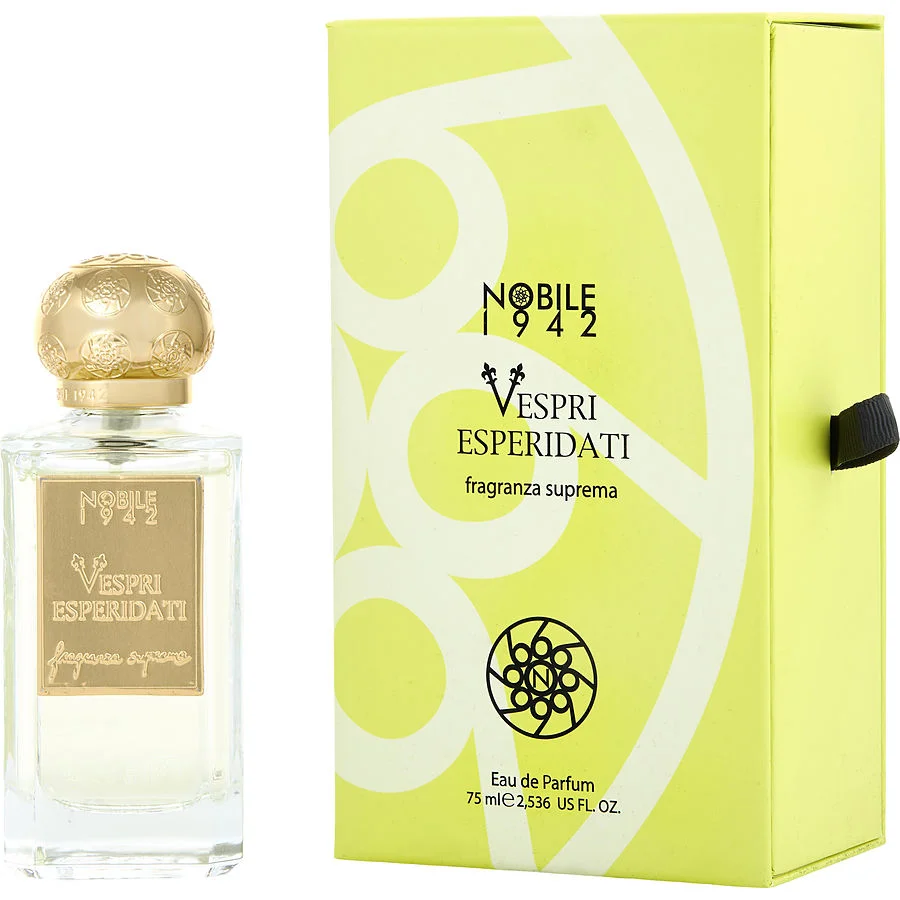 NOBILE
1942
VESPRI
ESPERIDATI
fragranza suprema
N
Eau de Parfum
75 ml e 2,536 US FL. OZ.
1942
NOBILE
1942
VESPRI
ESPERIDATI
fragranza suprema